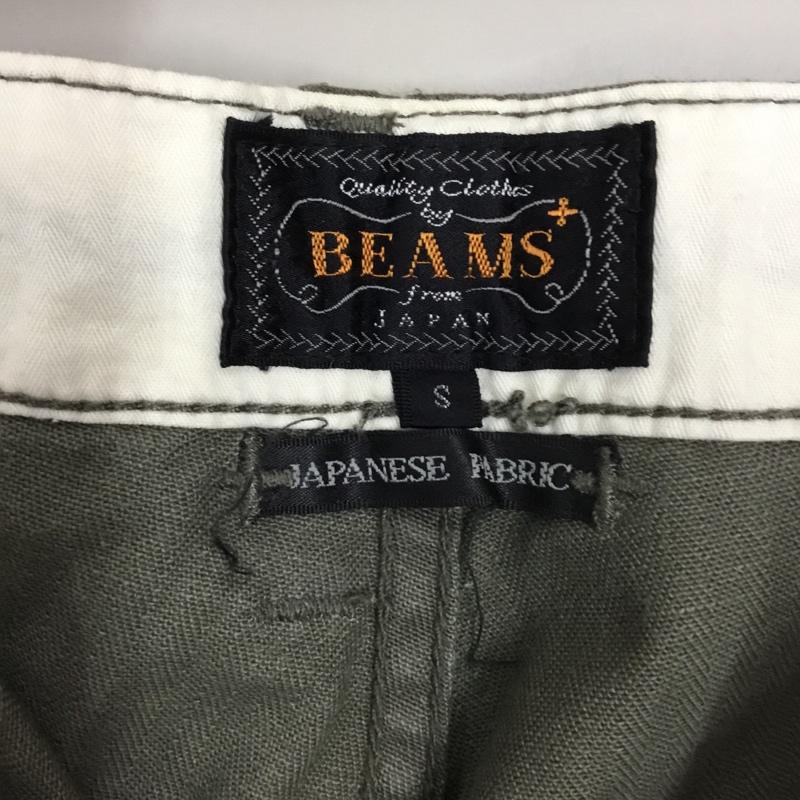 Quality Clothes
by
BEAMS+
from
JAPAN
S
JAPANESE FABRIC